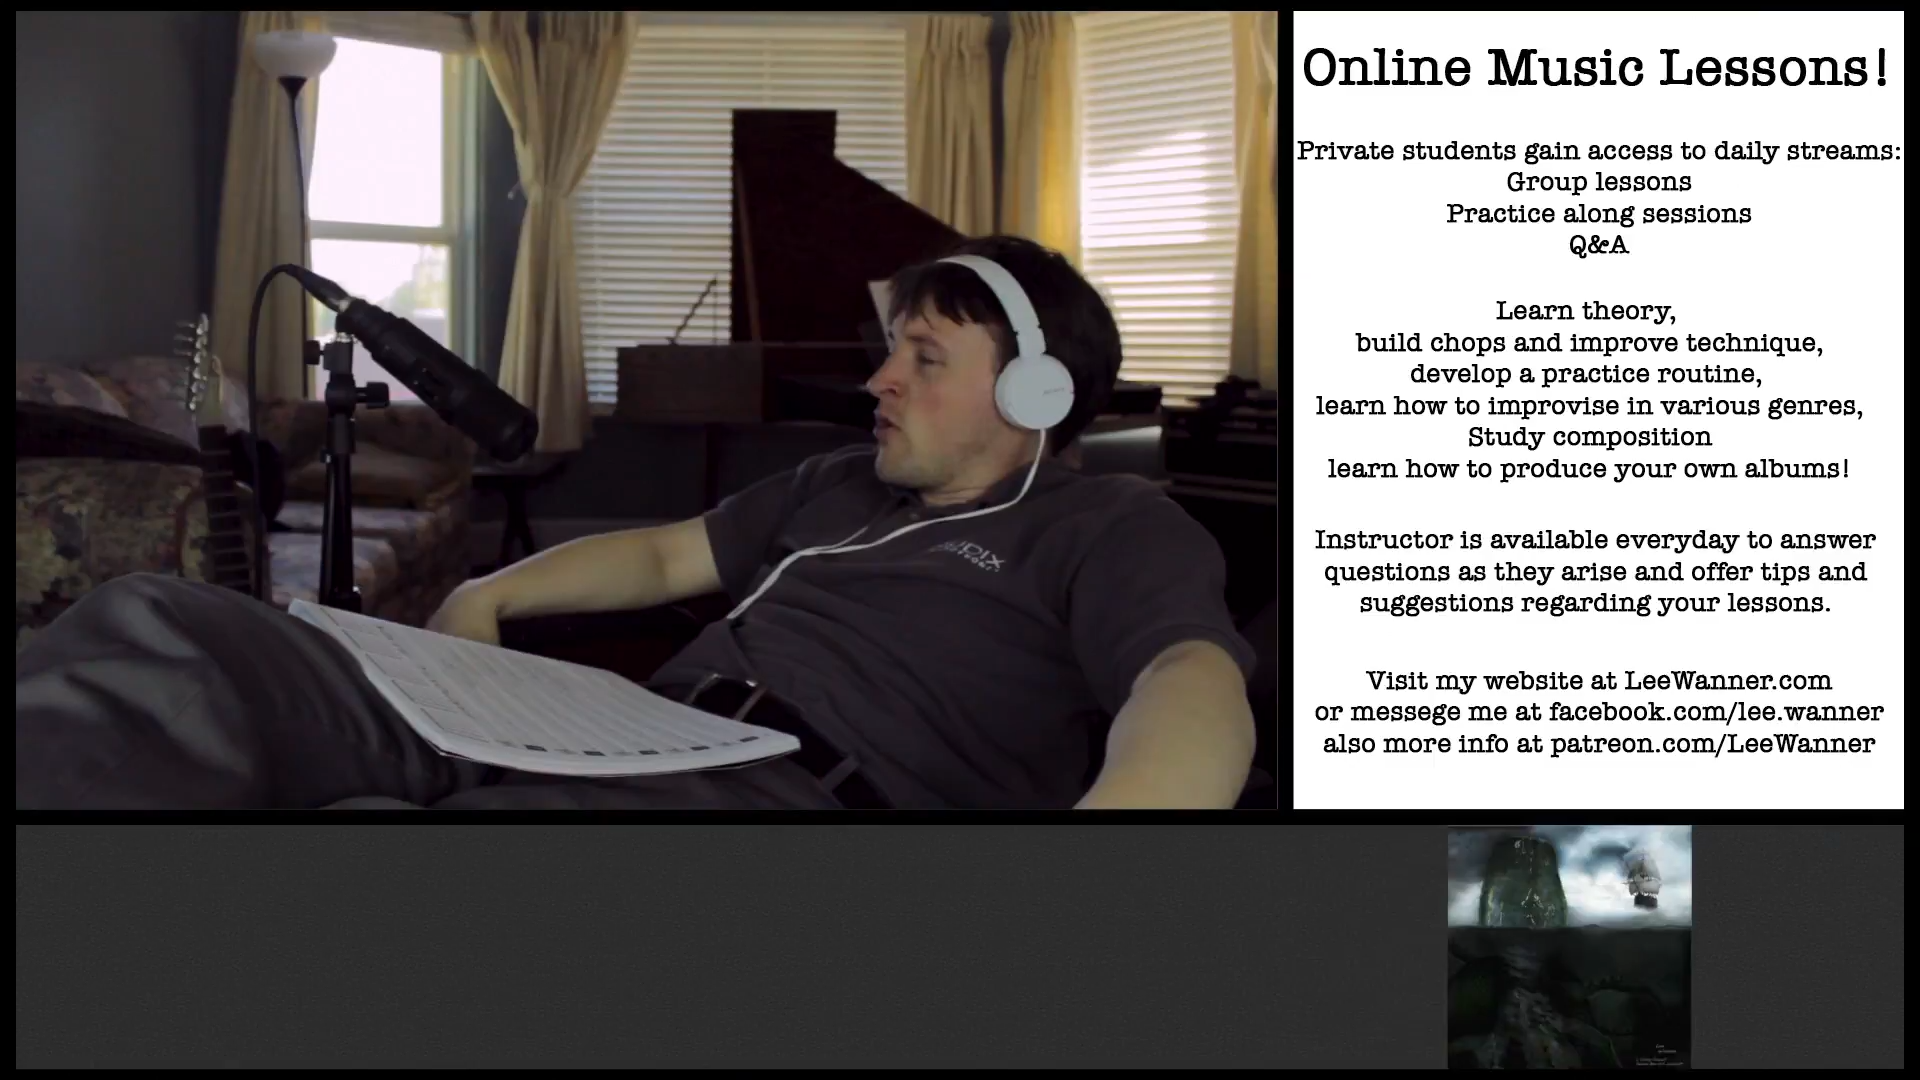 Online Music Lessons!
Private students gain access to daily streams:
Group lessons
Practice along sessions
Q&A
Learn theory,
build chops and improve technique,
develop a practice routine,
learn how to improvise in various genres,
Study composition
learn how to produce your own albums!
Instructor is available everyday to answer
questions as they arise and offer tips and
suggestions regarding your lessons.
Visit my website at LeeWanner.com
or messege me at facebook.com/lee.wanner
also more info at patreon.com/LeeWanner